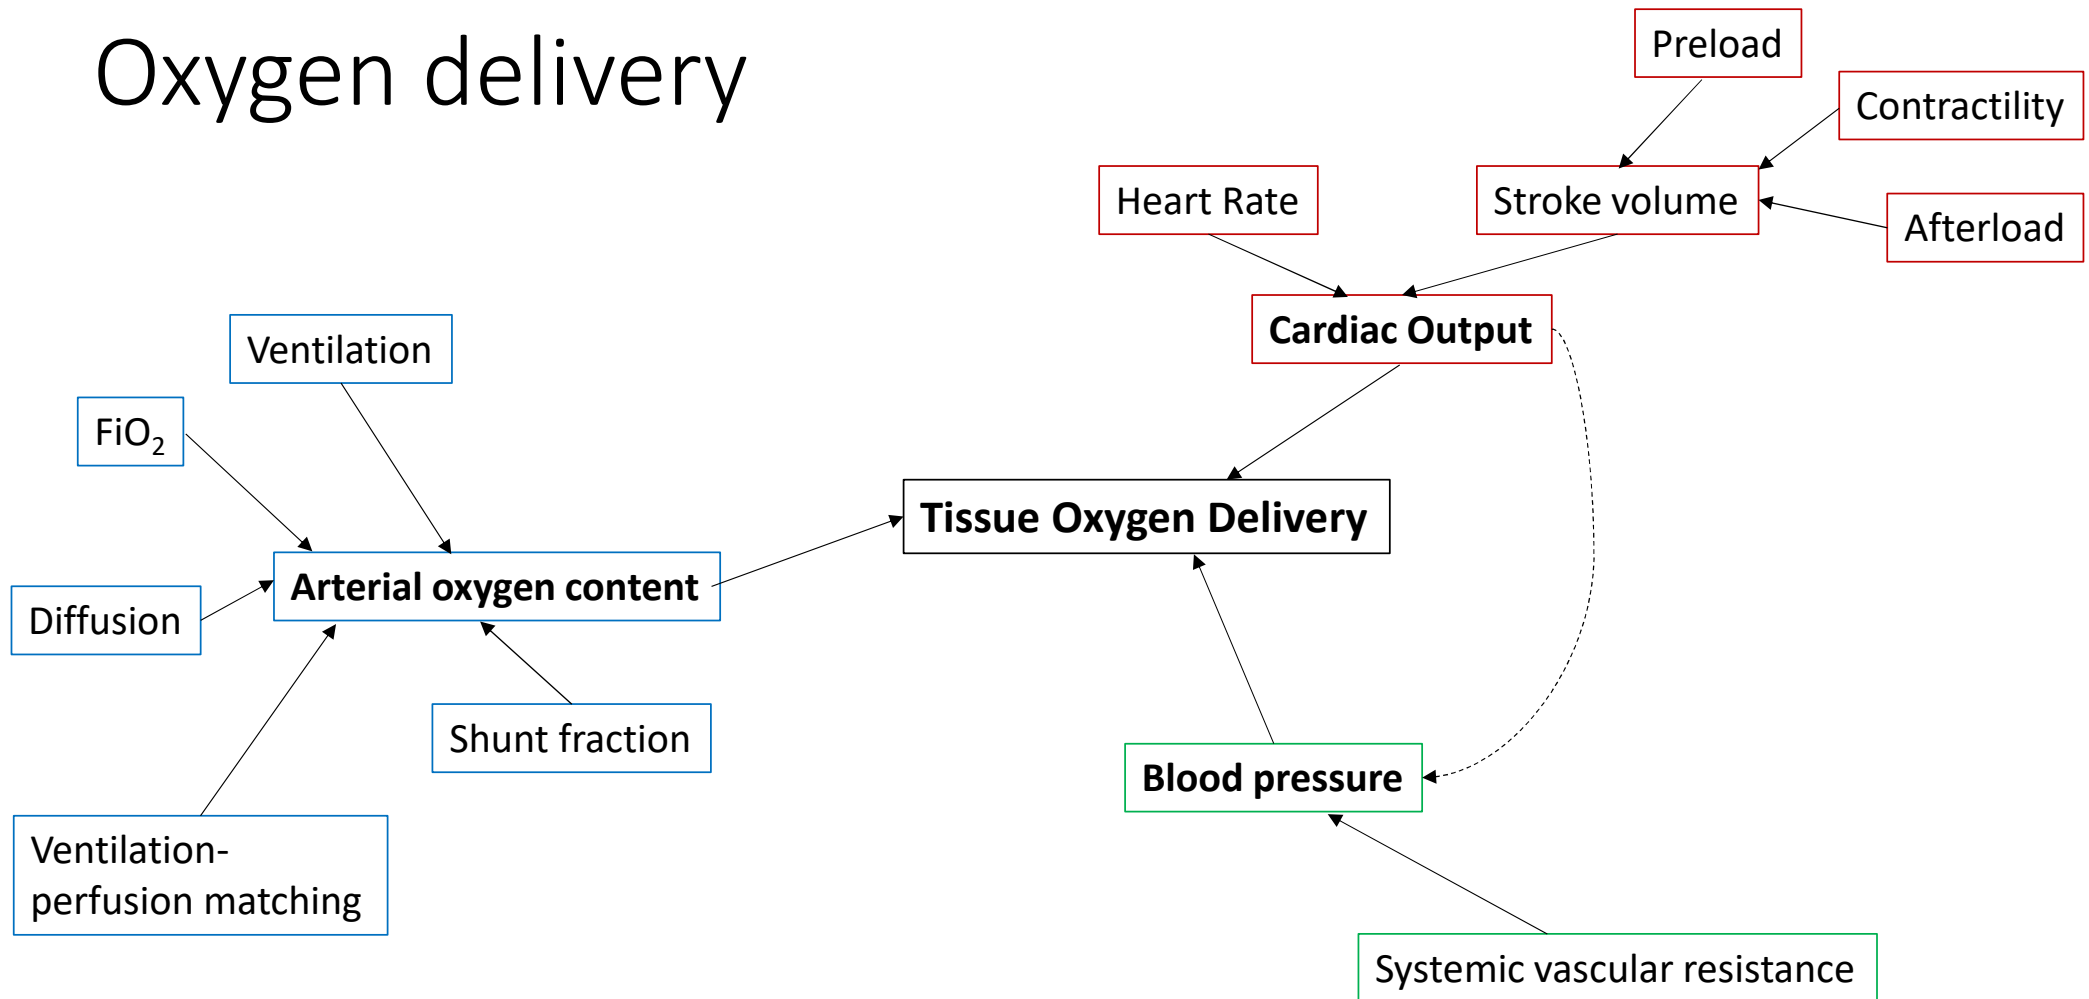 Oxygen delivery
Preload
Contractility
Heart Rate
Stroke volume
Afterload
Cardiac Output
Ventilation
FiO₂
Tissue Oxygen Delivery
Arterial oxygen content
Diffusion
Shunt fraction
Blood pressure
Ventilation-
perfusion matching
Systemic vascular resistance